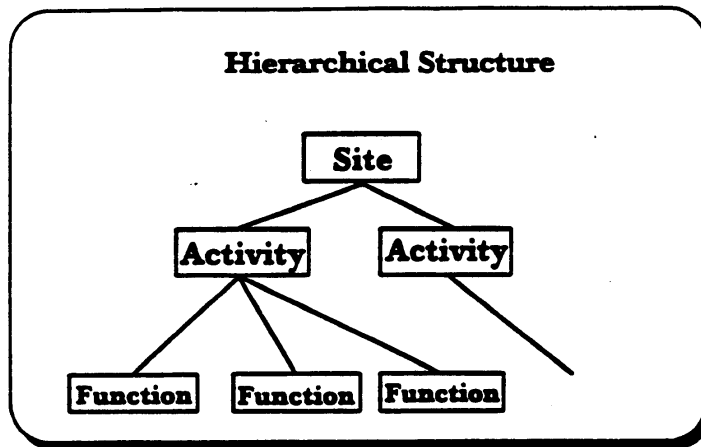 Hierarchical Structure
Site
Activity Activity
Function Function Function